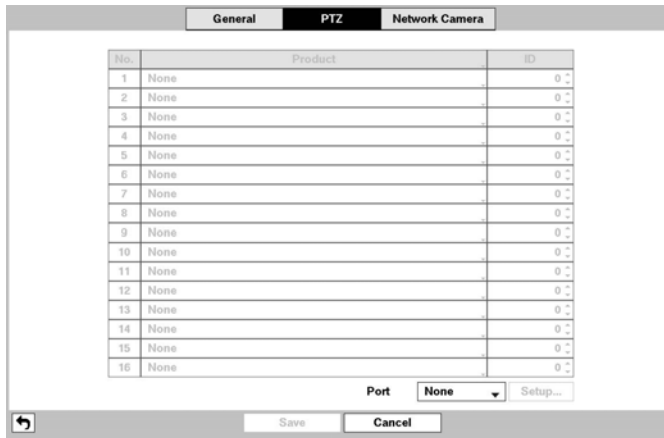 General PTZ Network Camera
No. Product ID
1 None 0
2 None 0
3 None 0
4 None 0
5 None 0
6 None 0
7 None 0
8 None 0
9 None 0
10 None 0
11 None 0
12 None 0
13 None 0
14 None 0
15 None 0
16 None 0
Port None Setup...
Save Cancel